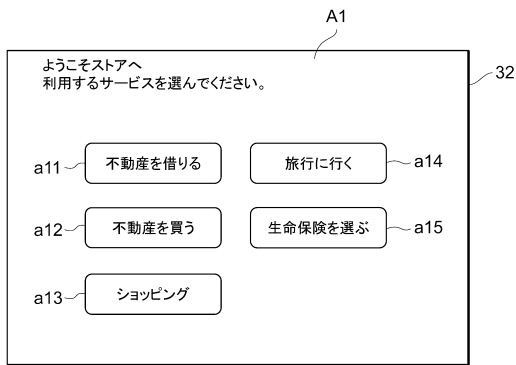 A1
ようこそストアへ
利用するサービスを選んでください。
32
a11
不動産を借りる
旅行に行く
a14
a12
不動産を買う
生命保険を選ぶ
a15
a13
ショッピング